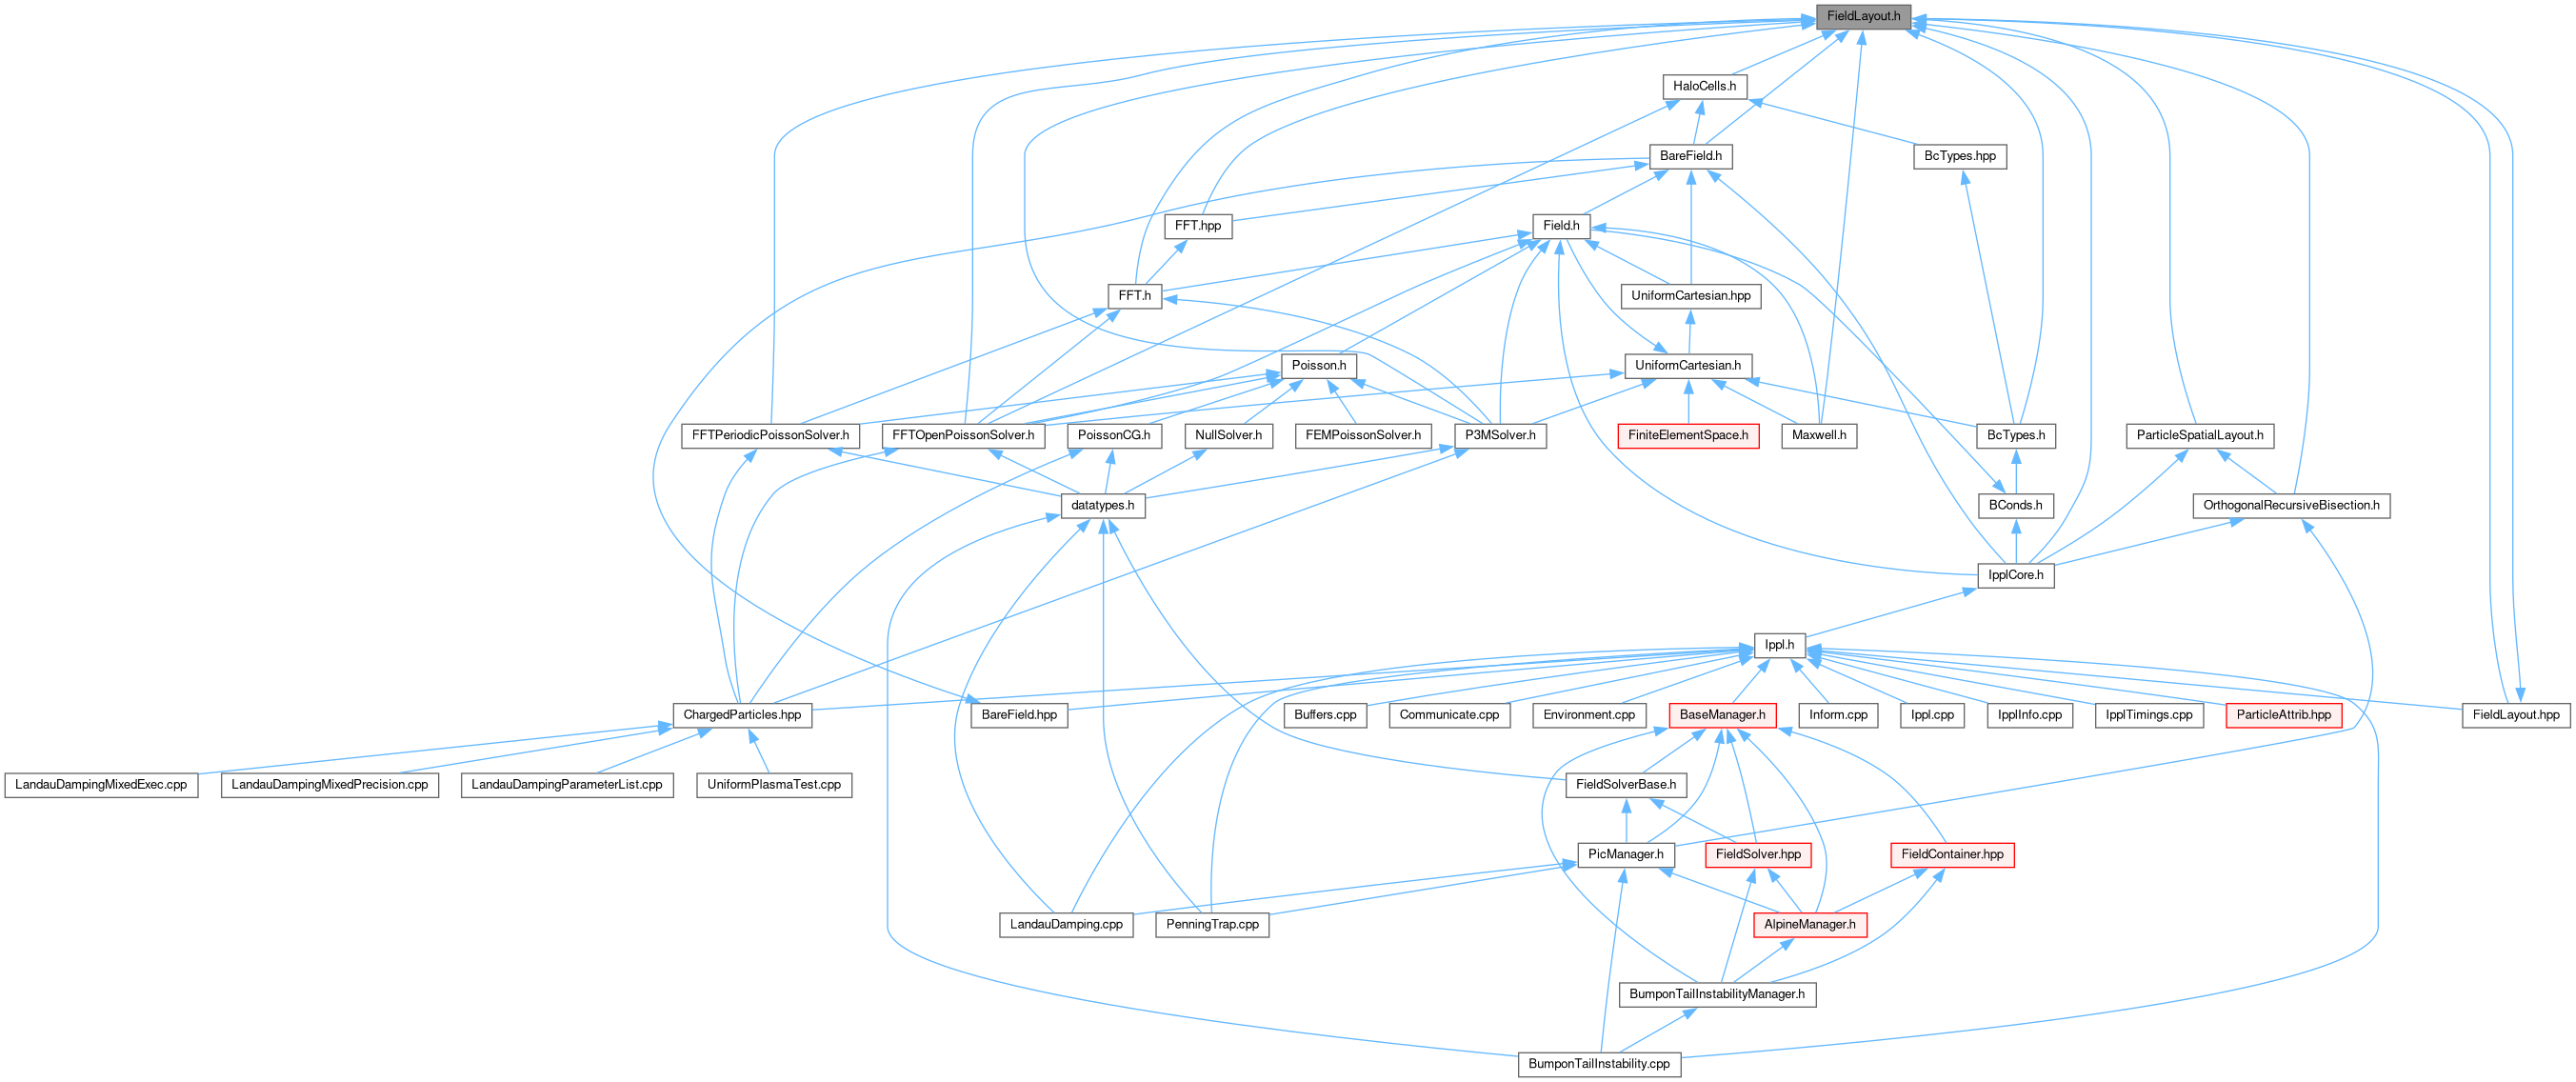 FieldLayout.h
HaloCells.h
BareField.h
BcTypes.hpp
FFT.hpp
Field.h
FFT.h
UniformCartesian.hpp
Poisson.h
UniformCartesian.h
FFTPeriodicPoissonSolver.h
FFTOpenPoissonSolver.h
PoissonCG.h
NullSolver.h
FEMPoissonSolver.h
P3MSolver.h
FiniteElementSpace.h
Maxwell.h
BcTypes.h
ParticleSpatialLayout.h
datatypes.h
BConds.h
OrthogonalRecursiveBisection.h
IpplCore.h
Ippl.h
ChargedParticles.hpp
BareField.hpp
Buffers.cpp
Communicate.cpp
Environment.cpp
BaseManager.h
Inform.cpp
Ippl.cpp
IpplInfo.cpp
IpplTimings.cpp
ParticleAttrib.hpp
FieldLayout.hpp
LandauDampingMixedExec.cpp
LandauDampingMixedPrecision.cpp
LandauDampingParameterList.cpp
UniformPlasmaTest.cpp
FieldSolverBase.h
PicManager.h
FieldSolver.hpp
FieldContainer.hpp
LandauDamping.cpp
PenningTrap.cpp
AlpineManager.h
BumponTailInstabilityManager.h
BumponTailInstability.cpp